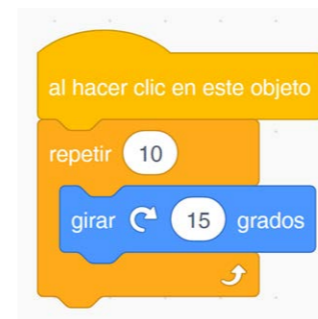 al hacer clic en este objeto
repetir 10
girar 15 grados